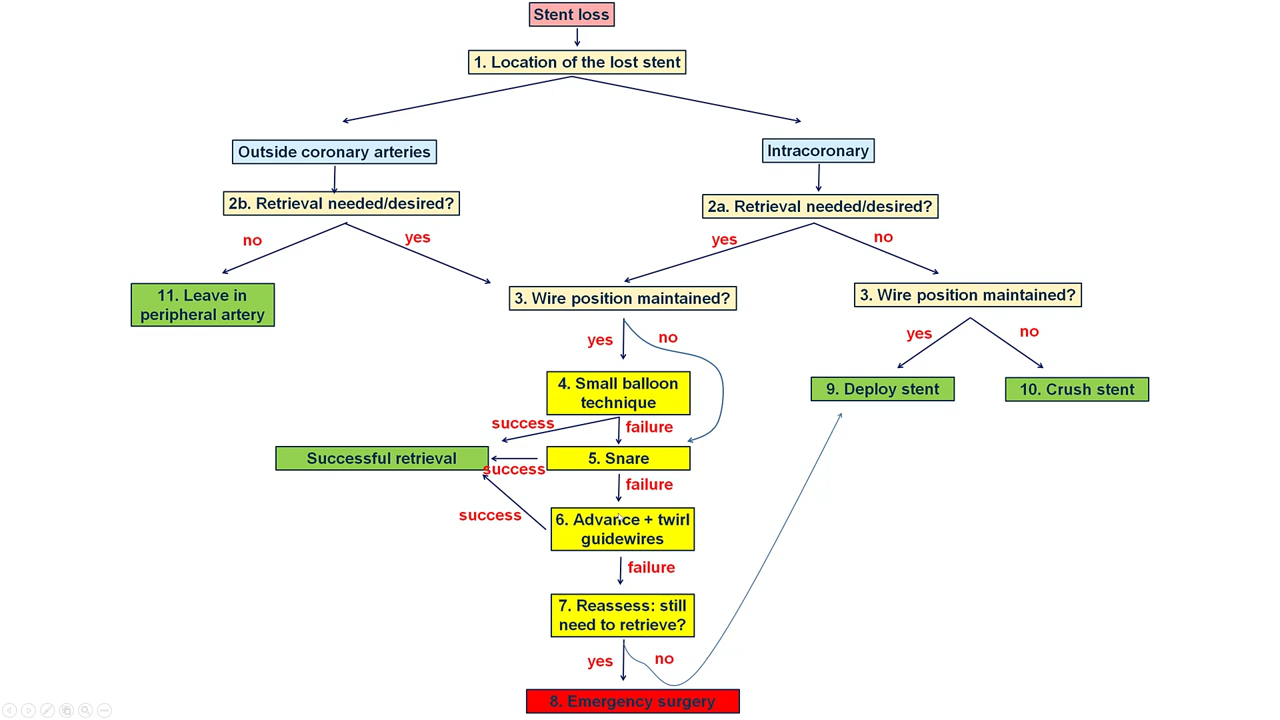 Stent loss
1. Location of the lost stent
Outside coronary arteries
Intracoronary
2b. Retrieval needed/desired?
2a. Retrieval needed/desired?
no
yes
yes
no
11. Leave in
peripheral artery
3. Wire position maintained?
3. Wire position maintained?
yes
no
yes
no
4. Small balloon
technique
9. Deploy stent
10. Crush stent
success
failure
Successful retrieval
5. Snare
success
failure
success
6. Advance + twirl
guidewires
failure
7. Reassess: still
need to retrieve?
yes
no
8. Emergency surgery